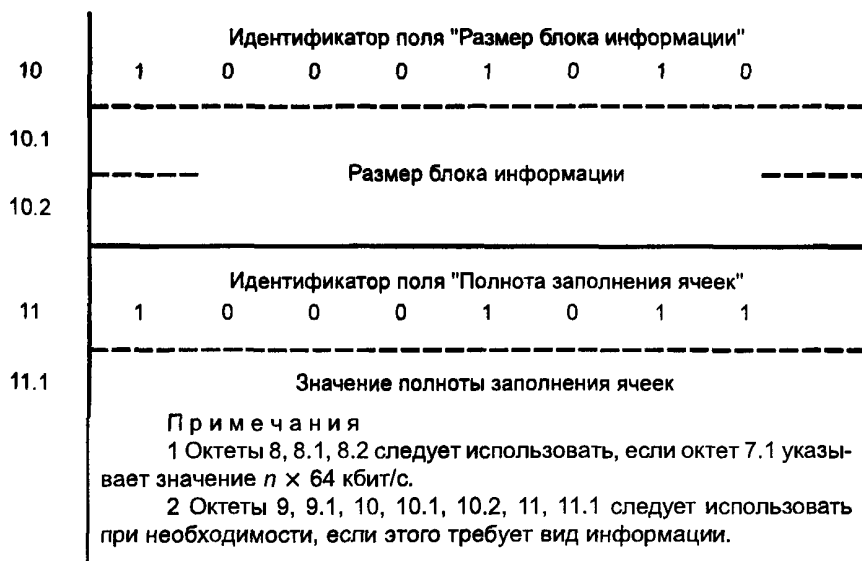 Идентификатор поля "Размер блока информации"
10 1 0 0 0 1 0 1 0
10.1
Размер блока информации
10.2
Идентификатор поля "Полнота заполнения ячеек"
11 1 0 0 0 1 0 1 1
11.1 Значение полноты заполнения ячеек
Примечания
1 Октеты 8, 8.1, 8.2 следует использовать, если октет 7.1 указы-
вает значение n × 64 кбит/с.
2 Октеты 9, 9.1, 10, 10.1, 10.2, 11, 11.1 следует использовать
при необходимости, если этого требует вид информации.